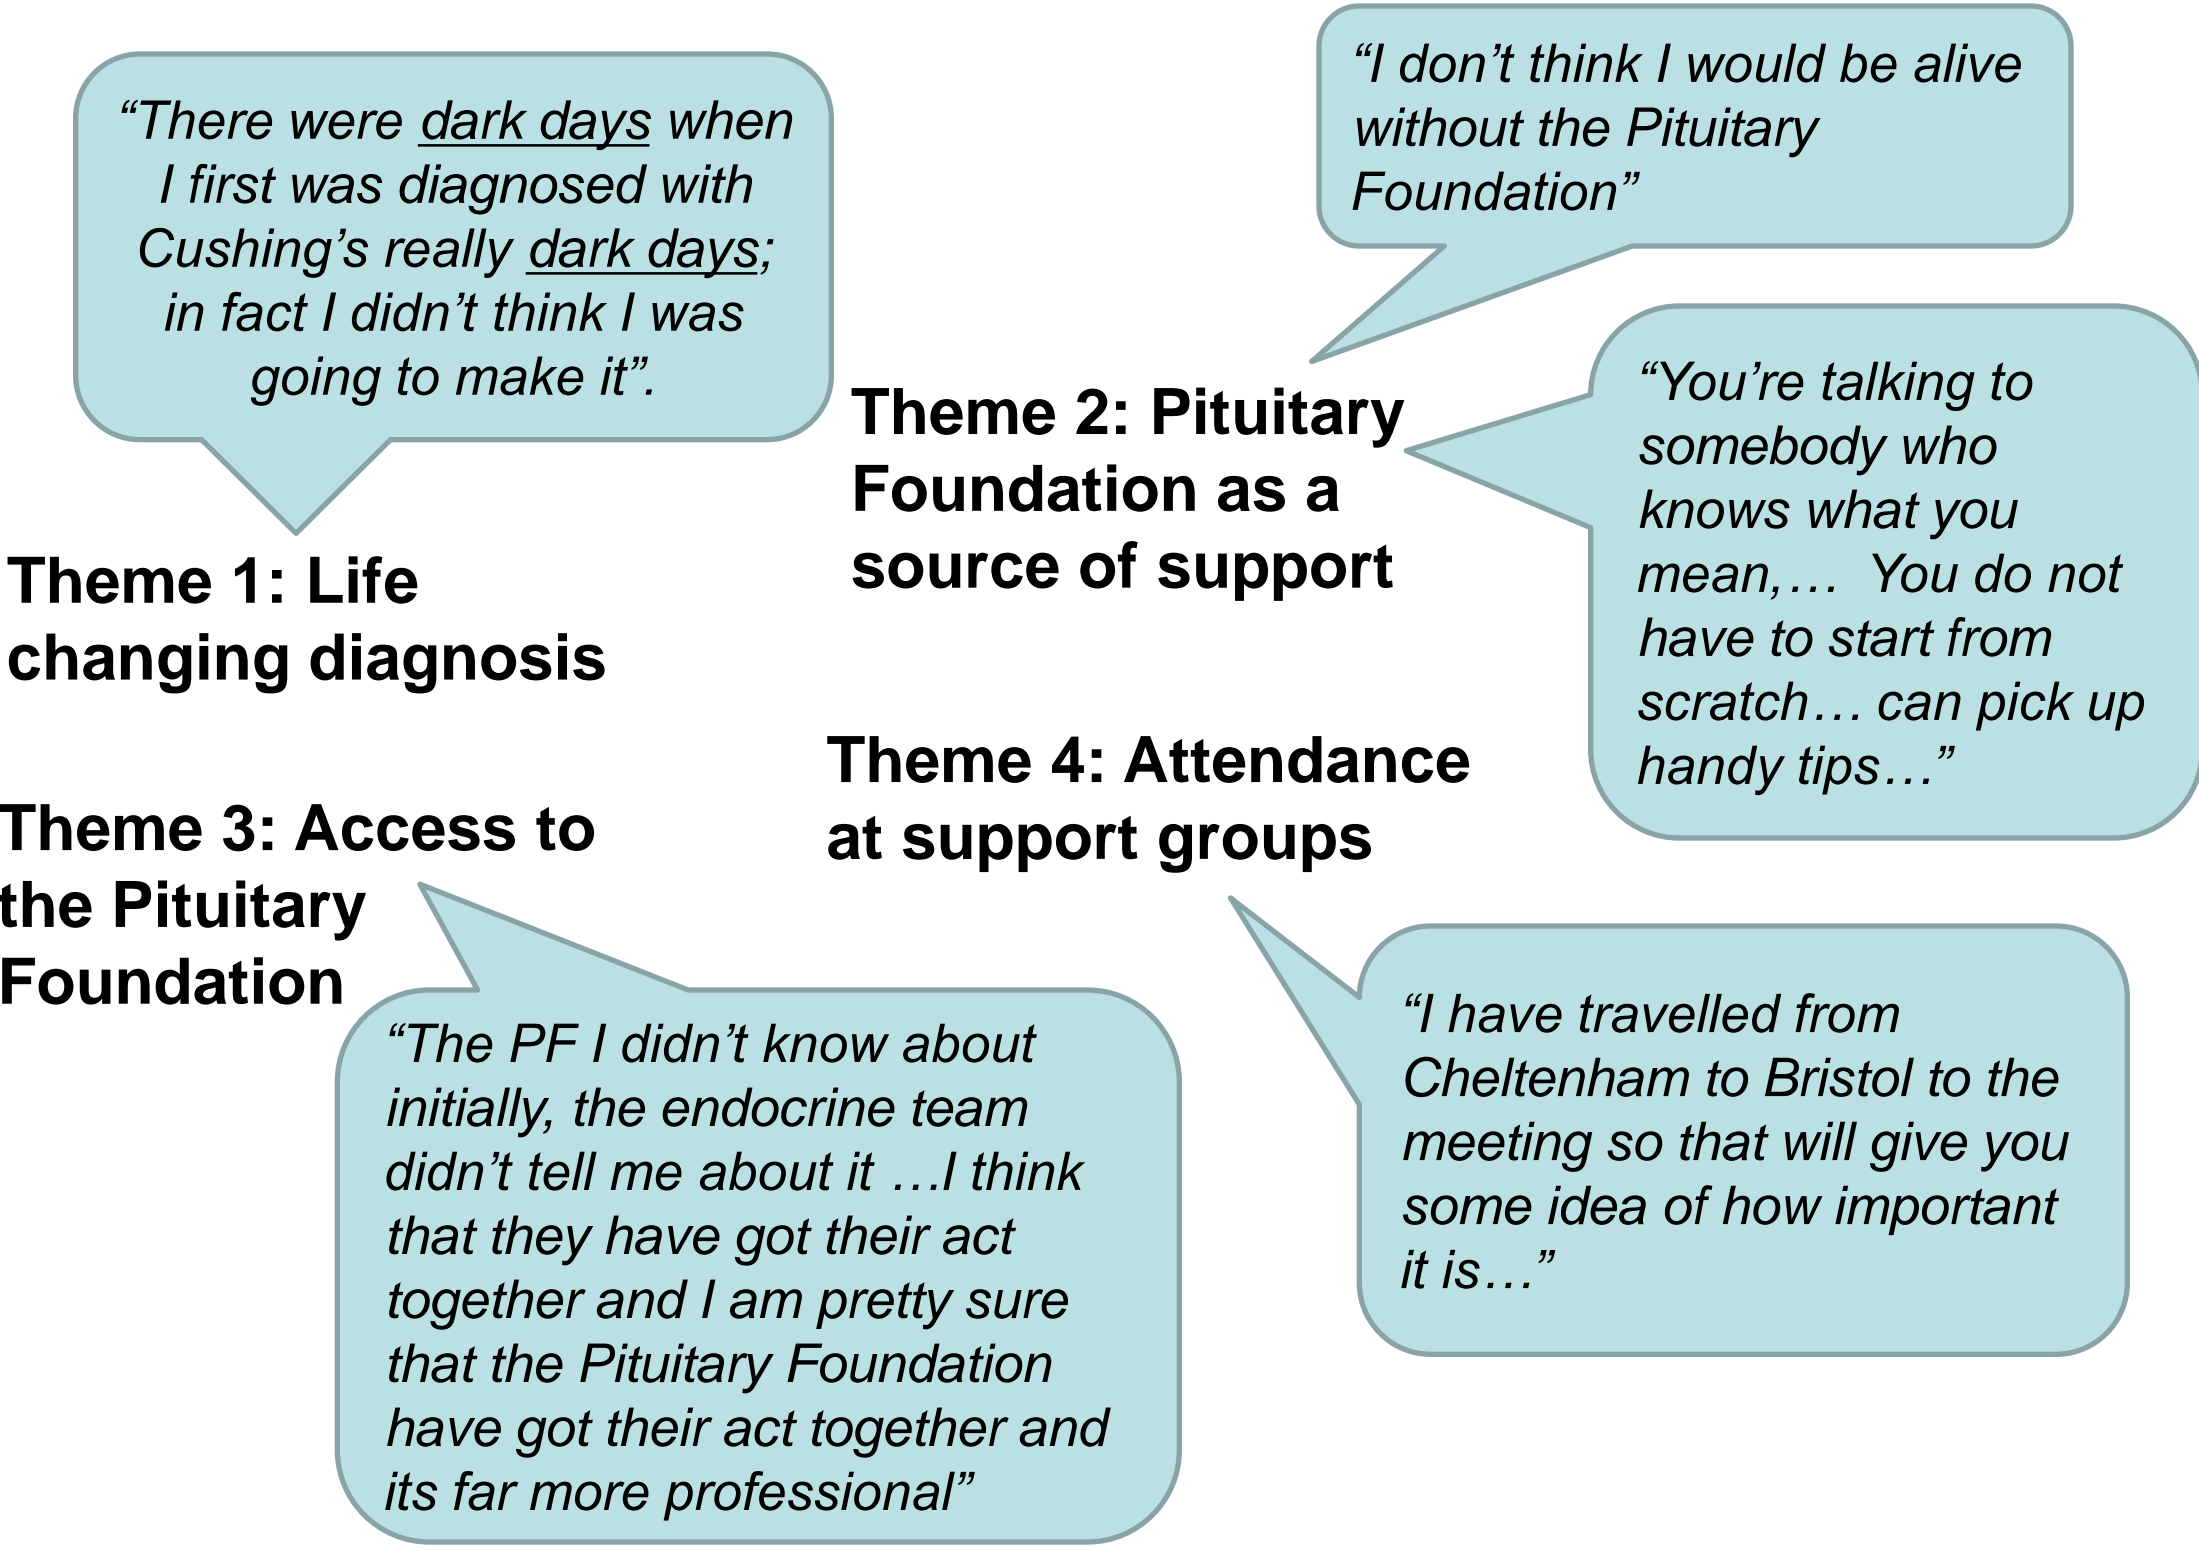 “There were dark days when
I first was diagnosed with
Cushing’s really dark days;
in fact I didn’t think I was
going to make it”.
Theme 1: Life
changing diagnosis
“I don’t think I would be alive
without the Pituitary
Foundation”
Theme 2: Pituitary
Foundation as a
source of support
“You’re talking to
somebody who
knows what you
mean,… You do not
have to start from
scratch… can pick up
handy tips…”
Theme 3: Access to
the Pituitary
Foundation
“The PF I didn’t know about
initially, the endocrine team
didn’t tell me about it …I think
that they have got their act
together and I am pretty sure
that the Pituitary Foundation
have got their act together and
its far more professional”
Theme 4: Attendance
at support groups
“I have travelled from
Cheltenham to Bristol to the
meeting so that will give you
some idea of how important
it is…”